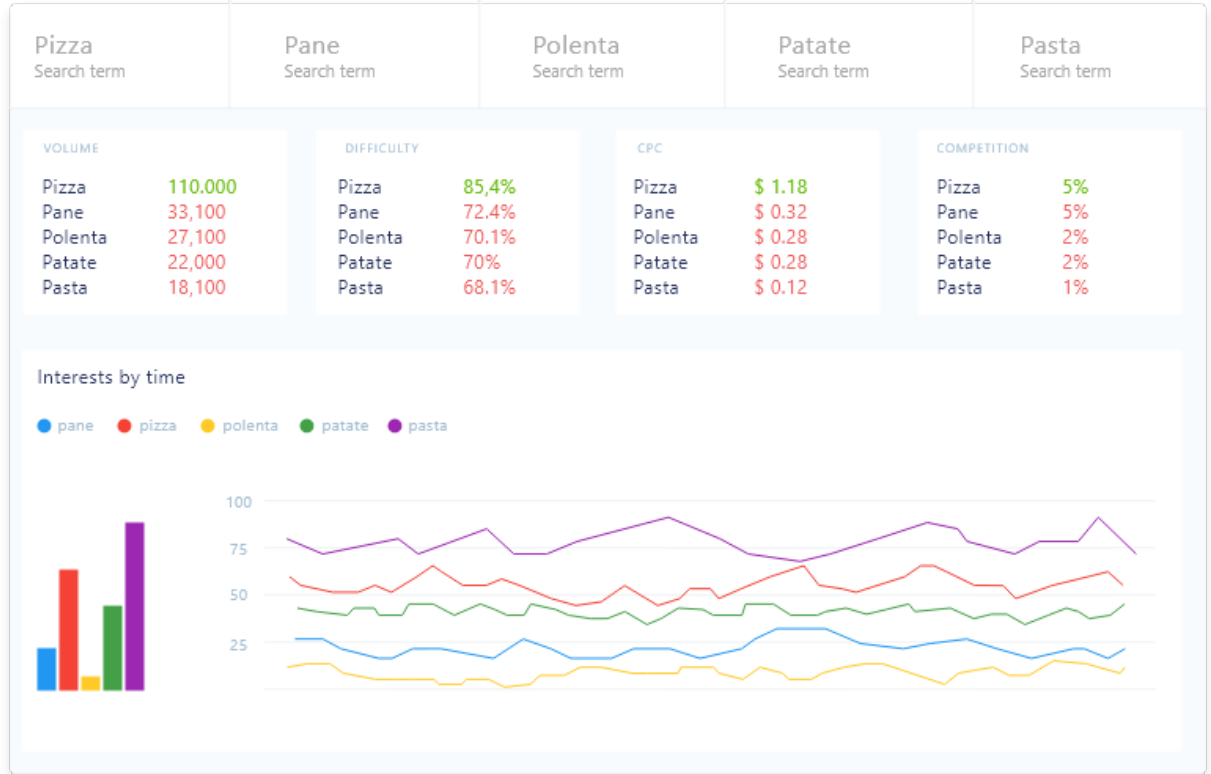 Pizza Pane Polenta Patate Pasta
Search term Search term Search term Search term Search term
VOLUME
Pizza 110.000
Pane 33,100
Polenta 27,100
Patate 22,000
Pasta 18,100
DIFFICULTY
Pizza 85,4%
Pane 72.4%
Polenta 70.1%
Patate 70%
Pasta 68.1%
CPC
Pizza $ 1.18
Pane $ 0.32
Polenta $ 0.28
Patate $ 0.28
Pasta $ 0.12
COMPETITION
Pizza 5%
Pane 5%
Polenta 2%
Patate 2%
Pasta 1%
Interests by time
pane pizza polenta patate pasta
100
75
50
25